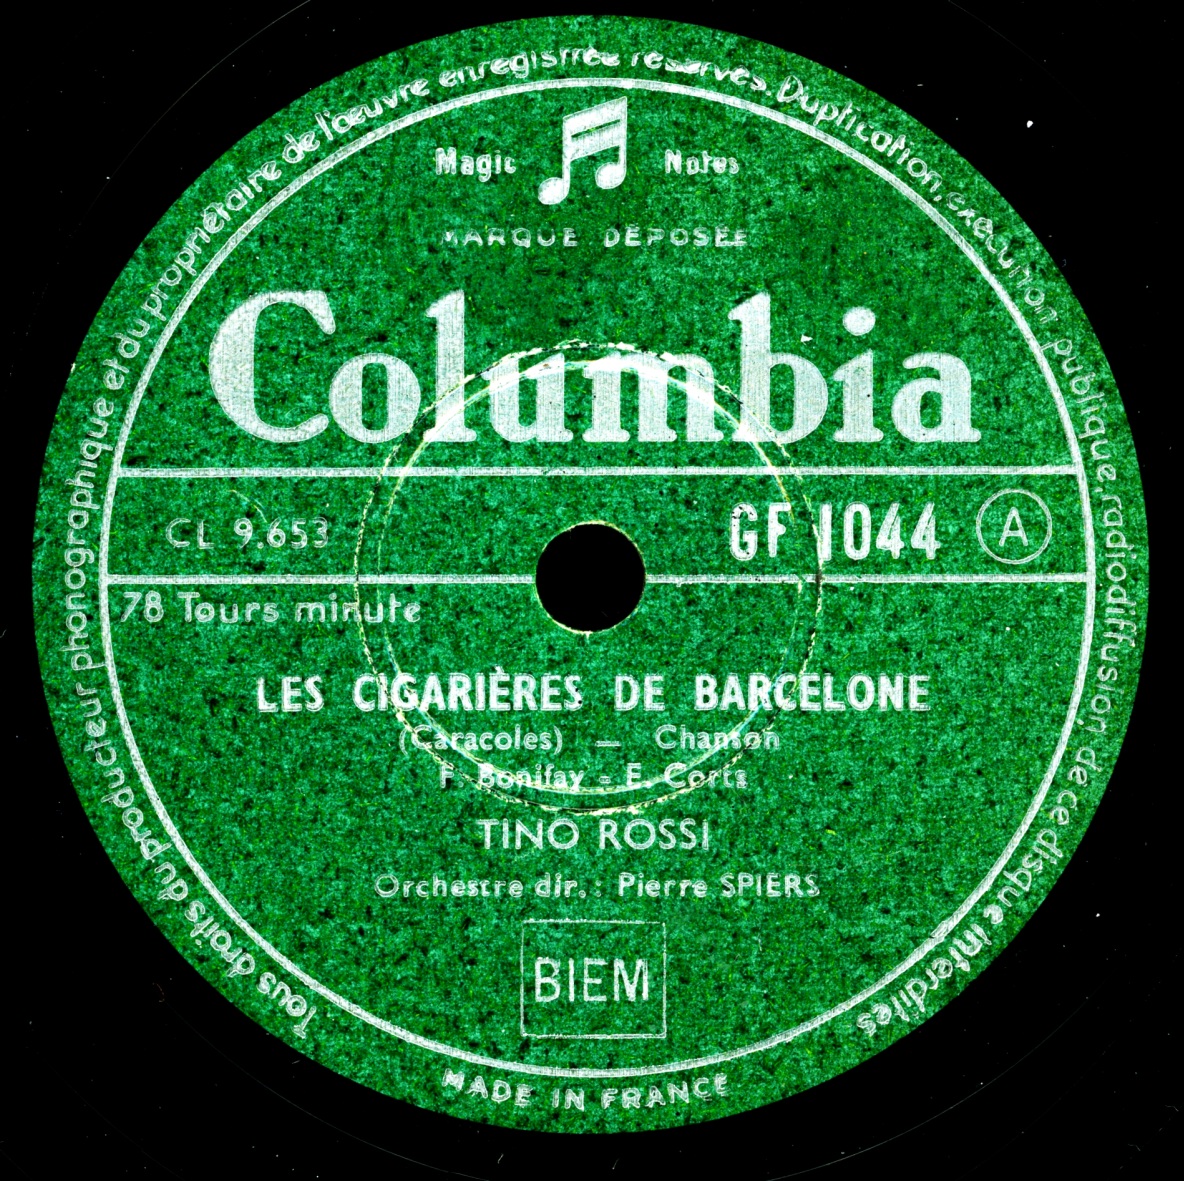 Tous droits du producteur phonographique et du propriétaire de l'œuvre enregistrée réservés. Duplication, exécution publique, radiodiffusion de ce disque interdites
Magic Notes
MARQUE DÉPOSÉE
Columbia
CL 9.653 GF 1044 A
78 Tours minute
LES CIGARIÈRES DE BARCELONE
(Caracoles) — Chanson
F. Bonifay - E. Corts
TINO ROSSI
Orchestre dir. : Pierre SPIERS
BIEM
MADE IN FRANCE